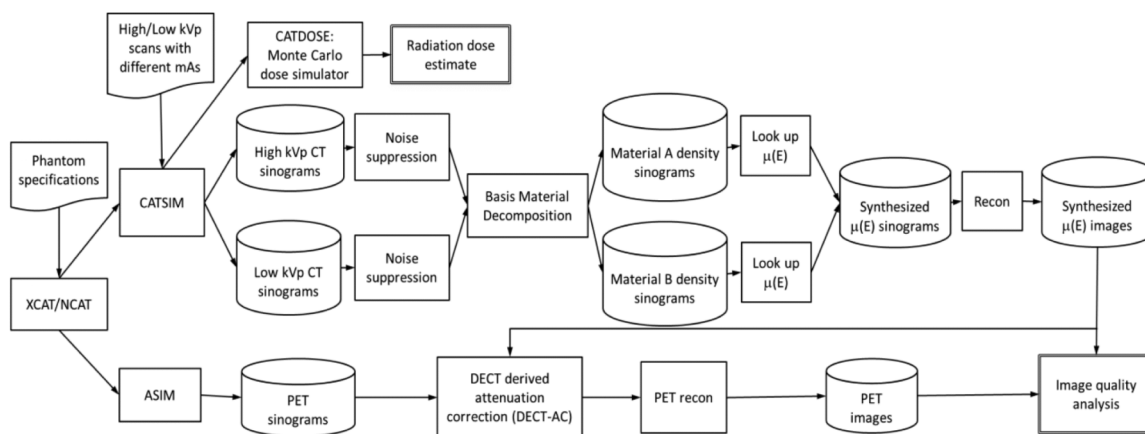 High/Low kVp
scans with
different mAs
CATDOSE:
Monte Carlo
dose simulator
Radiation dose
estimate
Phantom
specifications
CATSIM
High kVp CT
sinograms
Noise
suppression
Low kVp CT
sinograms
Noise
suppression
Basis Material
Decomposition
Material A density
sinograms
Look up
μ(E)
Material B density
sinograms
Look up
μ(E)
Synthesized
μ(E) sinograms
Recon
Synthesized
μ(E) images
XCAT/NCAT
ASIM
PET
sinograms
DECT derived
attenuation
correction (DECT-AC)
PET recon
PET
images
Image quality
analysis